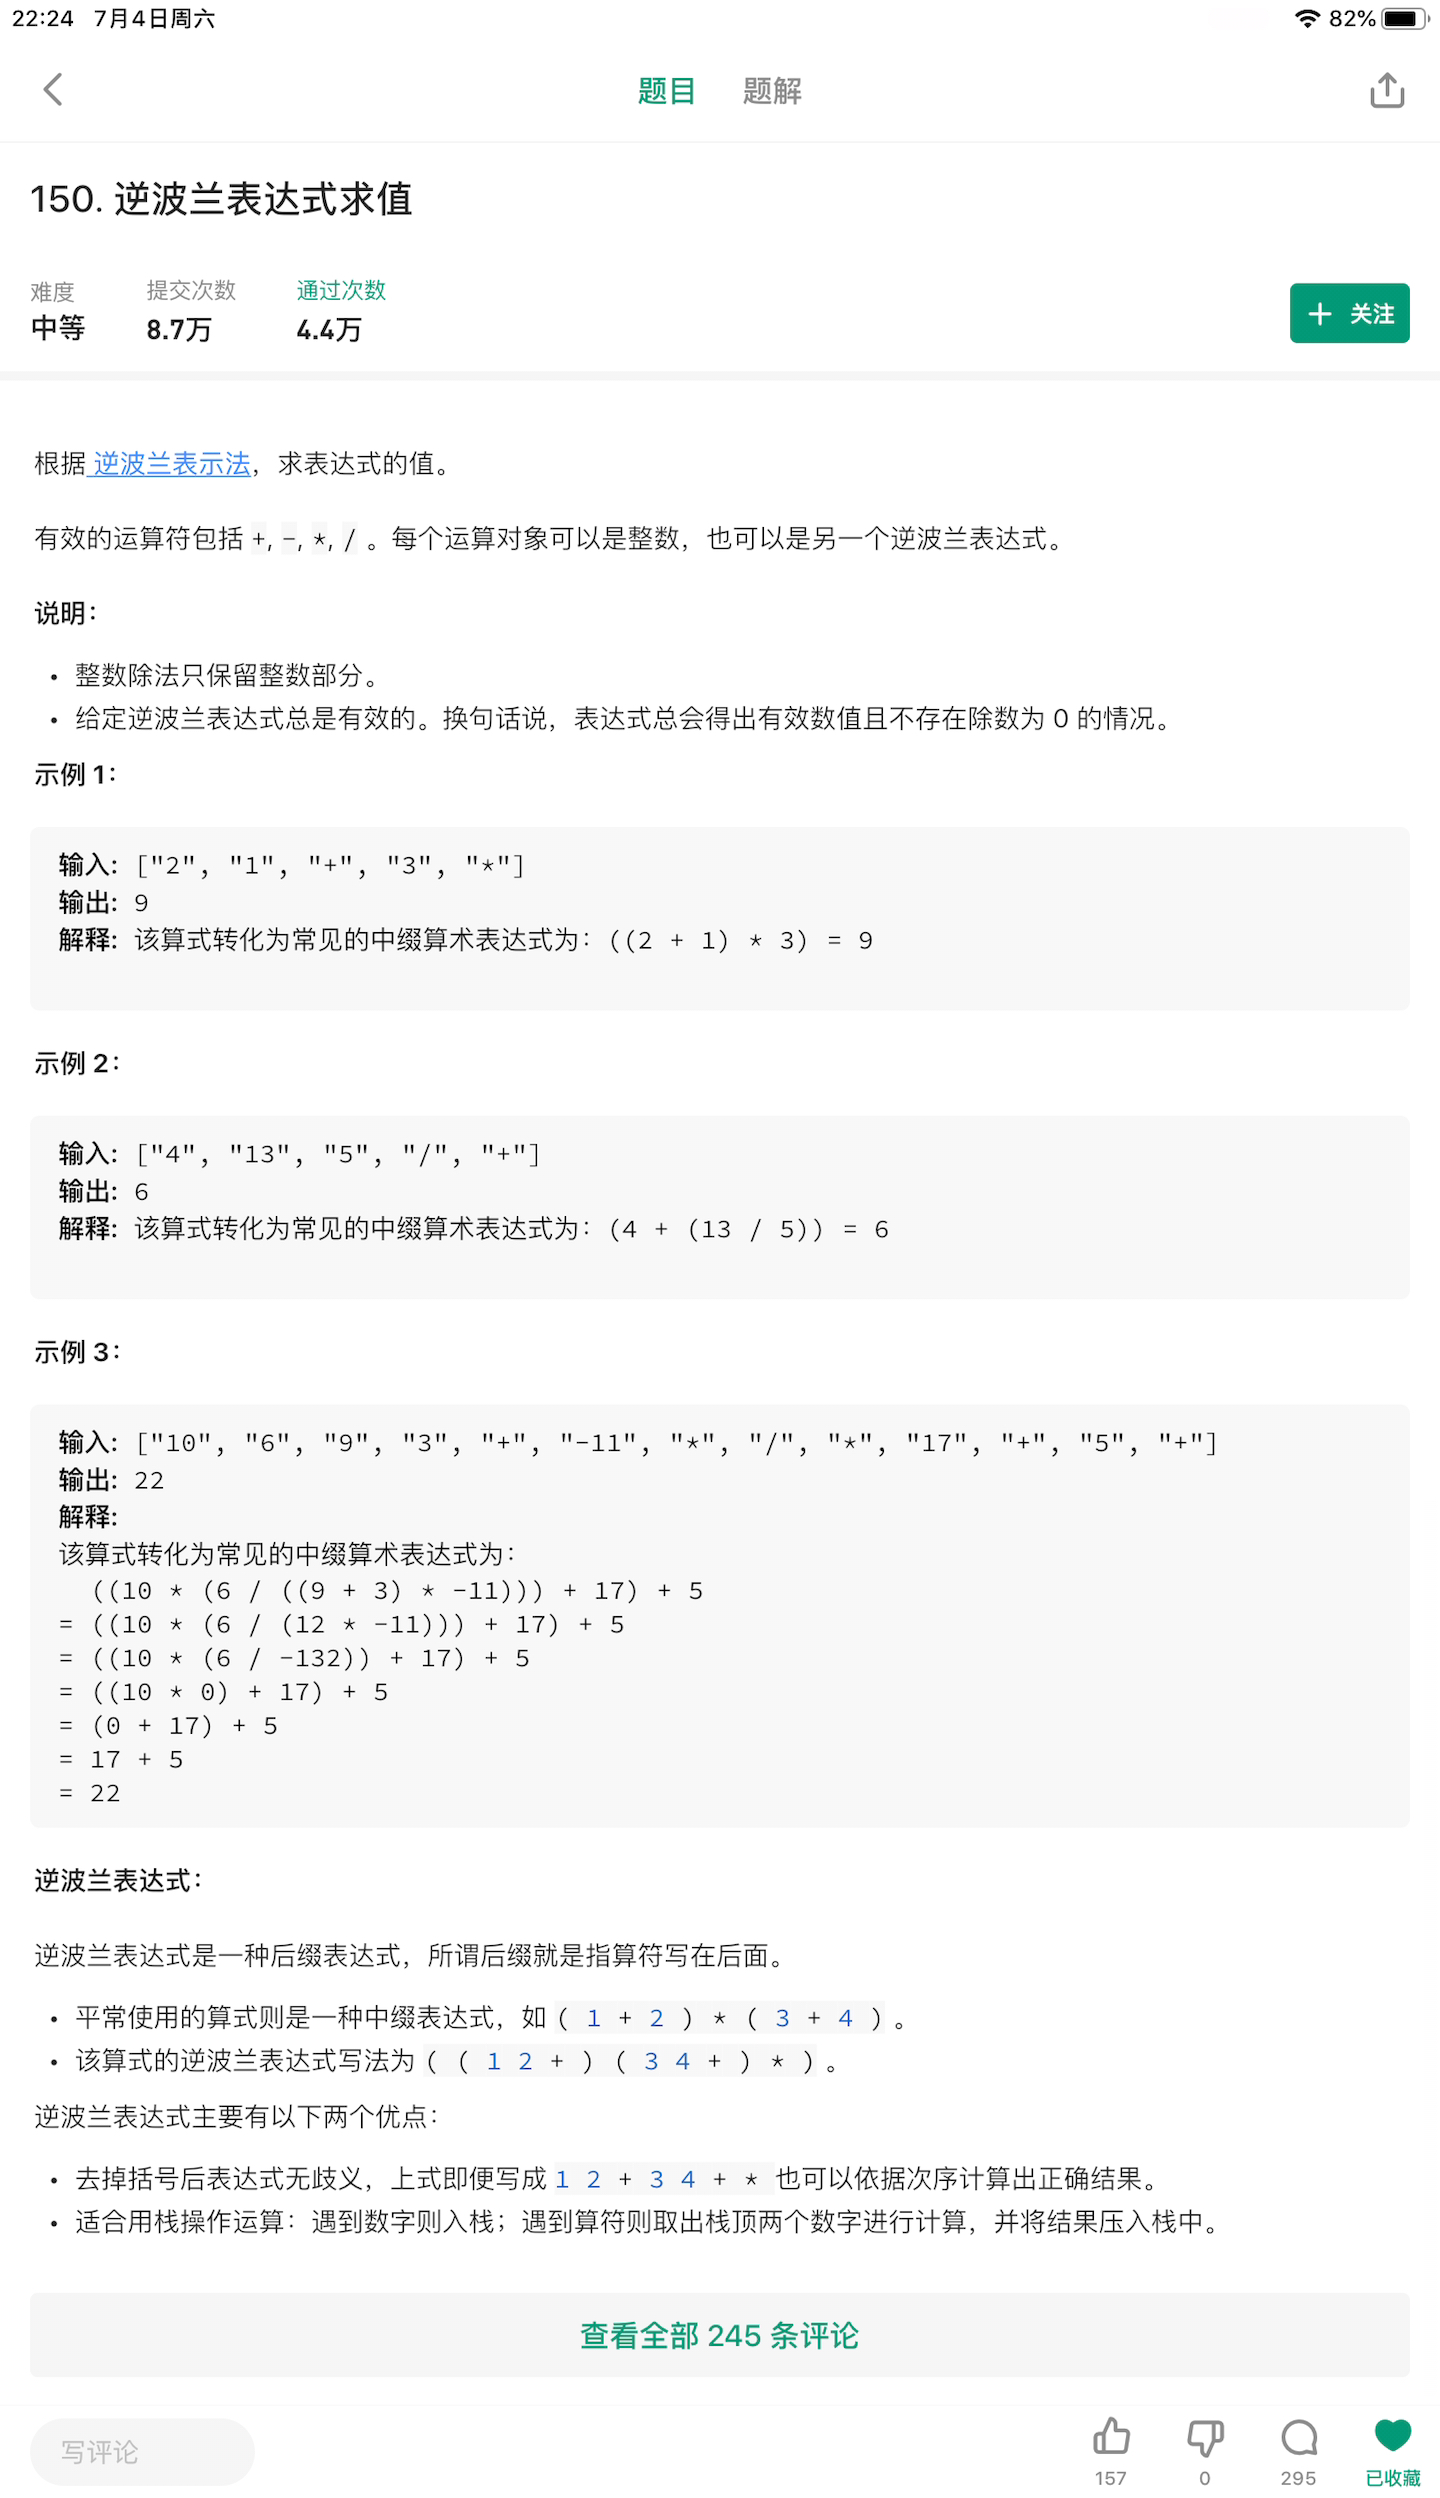 22:24 7月4日周六 82%
题目 题解
150. 逆波兰表达式求值
难度 提交次数 通过次数
中等 8.7万 4.4万
+ 关注
根据 逆波兰表示法，求表达式的值。
有效的运算符包括 +, -, *, / 。每个运算对象可以是整数，也可以是另一个逆波兰表达式。
说明：
• 整数除法只保留整数部分。
• 给定逆波兰表达式总是有效的。换句话说，表达式总会得出有效数值且不存在除数为 0 的情况。
示例 1：
输入: ["2", "1", "+", "3", "*"]
输出: 9
解释: 该算式转化为常见的中缀算术表达式为：((2 + 1) * 3) = 9
示例 2：
输入: ["4", "13", "5", "/", "+"]
输出: 6
解释: 该算式转化为常见的中缀算术表达式为：(4 + (13 / 5)) = 6
示例 3：
输入: ["10", "6", "9", "3", "+", "-11", "*", "/", "*", "17", "+", "5", "+"]
输出: 22
解释:
该算式转化为常见的中缀算术表达式为：
((10 * (6 / ((9 + 3) * -11))) + 17) + 5
= ((10 * (6 / (12 * -11))) + 17) + 5
= ((10 * (6 / -132)) + 17) + 5
= ((10 * 0) + 17) + 5
= (0 + 17) + 5
= 17 + 5
= 22
逆波兰表达式：
逆波兰表达式是一种后缀表达式，所谓后缀就是指算符写在后面。
• 平常使用的算式则是一种中缀表达式，如 ( 1 + 2 ) * ( 3 + 4 ) 。
• 该算式的逆波兰表达式写法为 ( ( 1 2 + ) ( 3 4 + ) * ) 。
逆波兰表达式主要有以下两个优点：
• 去掉括号后表达式无歧义，上式即便写成 1 2 + 3 4 + * 也可以依据次序计算出正确结果。
• 适合用栈操作运算：遇到数字则入栈；遇到算符则取出栈顶两个数字进行计算，并将结果压入栈中。
查看全部 245 条评论
写评论
157 0 295 已收藏